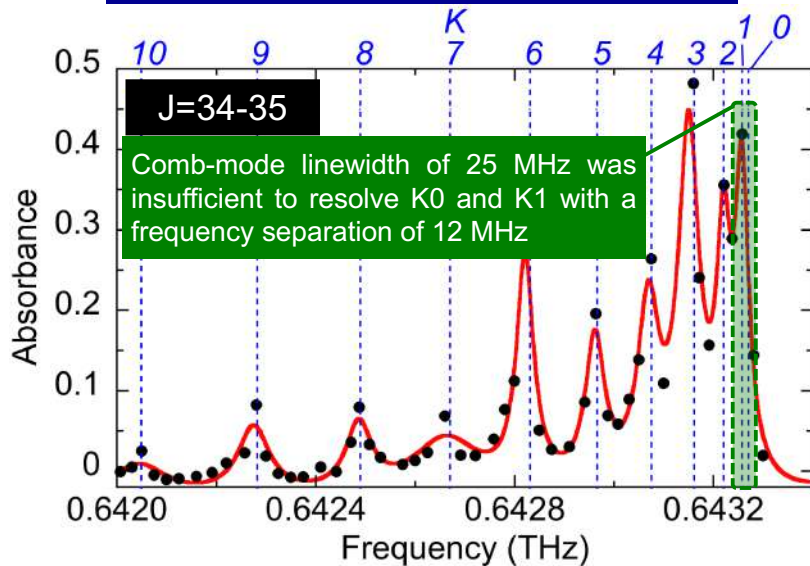 K
10 9 8 7 6 5 4 3 2 1 0
0.5
J=34-35
0.4
Comb-mode linewidth of 25 MHz was
insufficient to resolve K0 and K1 with a
frequency separation of 12 MHz
0.3
0.2
0.1
0
Absorbance
0.6420 0.6424 0.6428 0.6432
Frequency (THz)